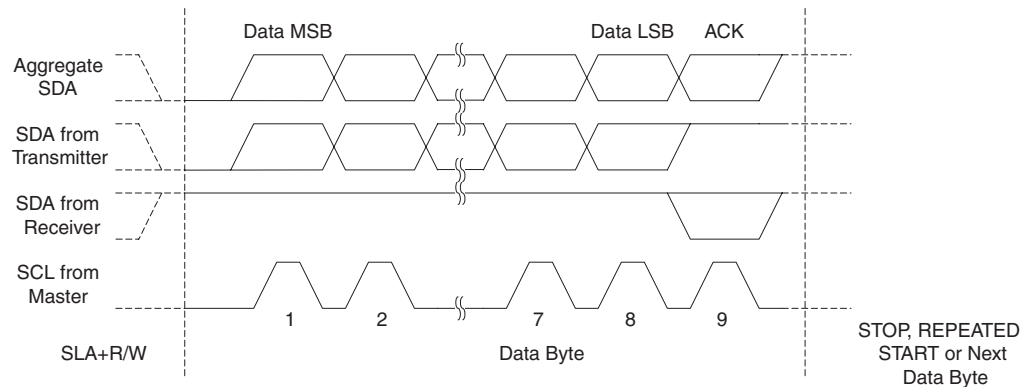 Data MSB
Data LSB
ACK
Aggregate
SDA
SDA from
Transmitter
SDA from
Receiver
SCL from
Master
1
2
7
8
9
SLA+R/W
Data Byte
STOP, REPEATED
START or Next
Data Byte